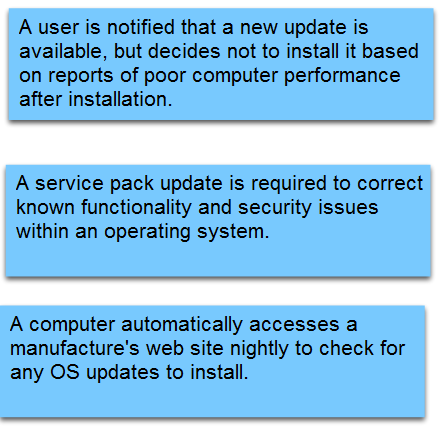 A user is notified that a new update is
available, but decides not to install it based
on reports of poor computer performance
after installation.
A service pack update is required to correct
known functionality and security issues
within an operating system.
A computer automatically accesses a
manufacture's web site nightly to check for
any OS updates to install.